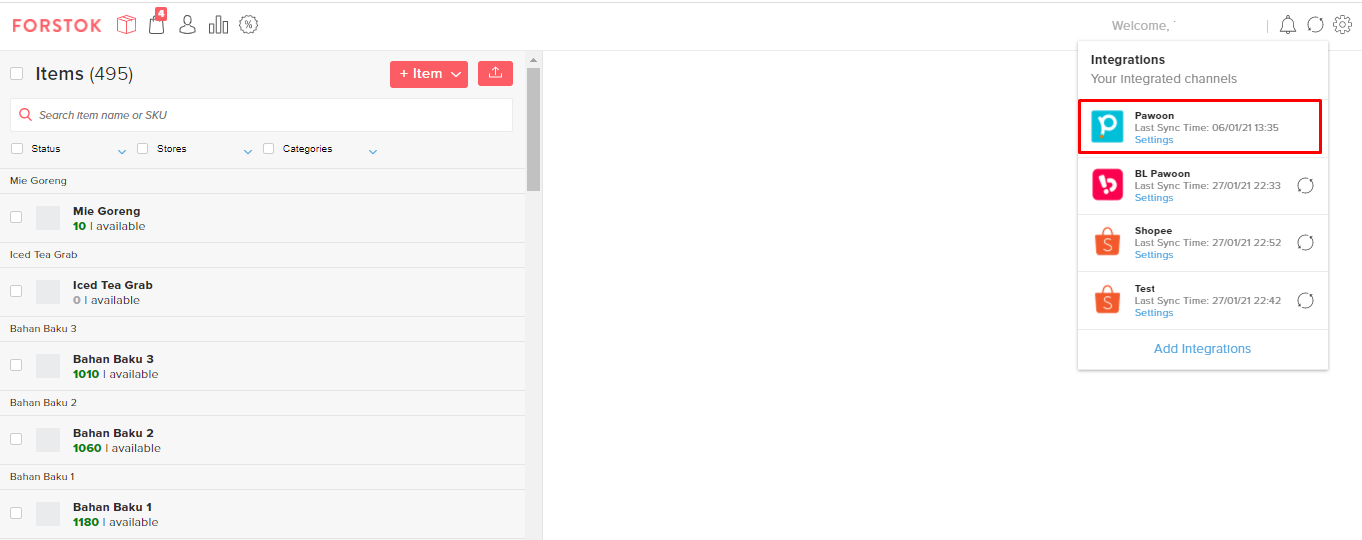 FORSTOK
4
Welcome,
Items (495)
+ Item
Search item name or SKU
Status
Stores
Categories
Mie Goreng
Mie Goreng
10 | available
Iced Tea Grab
Iced Tea Grab
0 | available
Bahan Baku 3
Bahan Baku 3
1010 | available
Bahan Baku 2
Bahan Baku 2
1060 | available
Bahan Baku 1
Bahan Baku 1
1180 | available
Integrations
Your integrated channels
Pawoon
Last Sync Time: 06/01/21 13:35
Settings
BL Pawoon
Last Sync Time: 27/01/21 22:33
Settings
Shopee
Last Sync Time: 27/01/21 22:52
Settings
Test
Last Sync Time: 27/01/21 22:42
Settings
Add Integrations